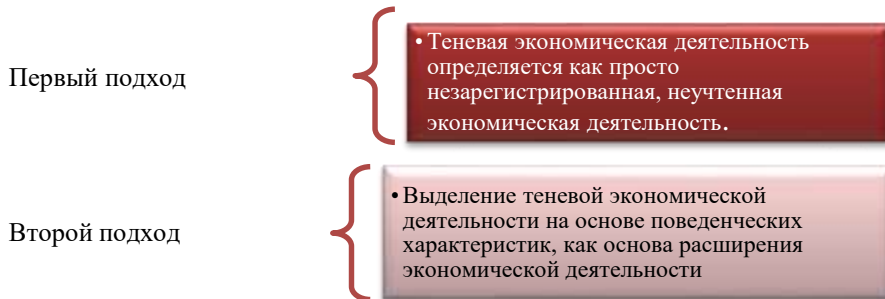 Первый подход
• Теневая экономическая деятельность
определяется как просто
незарегистрированная, неучтенная
экономическая деятельность.
Второй подход
• Выделение теневой экономической
деятельности на основе поведенческих
характеристик, как основа расширения
экономической деятельности